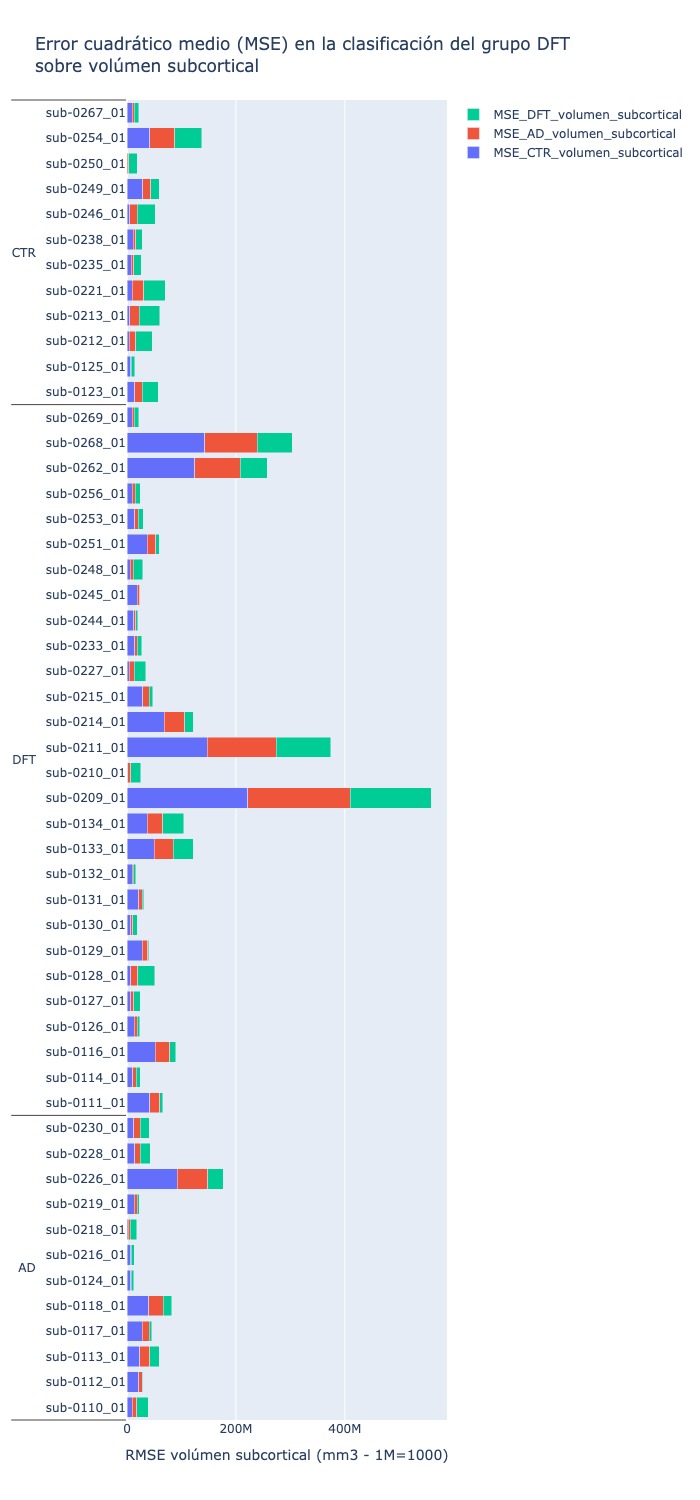 Error cuadrático medio (MSE) en la clasificación del grupo DFT
sobre volúmen subcortical
MSE_DFT_volumen_subcortical
MSE_AD_volumen_subcortical
MSE_CTR_volumen_subcortical
CTR
sub-0267_01
sub-0254_01
sub-0250_01
sub-0249_01
sub-0246_01
sub-0238_01
sub-0235_01
sub-0221_01
sub-0213_01
sub-0212_01
sub-0125_01
sub-0123_01
DFT
sub-0269_01
sub-0268_01
sub-0262_01
sub-0256_01
sub-0253_01
sub-0251_01
sub-0248_01
sub-0245_01
sub-0244_01
sub-0233_01
sub-0227_01
sub-0215_01
sub-0214_01
sub-0211_01
sub-0210_01
sub-0209_01
sub-0134_01
sub-0133_01
sub-0132_01
sub-0131_01
sub-0130_01
sub-0129_01
sub-0128_01
sub-0127_01
sub-0126_01
sub-0116_01
sub-0114_01
sub-0111_01
AD
sub-0230_01
sub-0228_01
sub-0226_01
sub-0219_01
sub-0218_01
sub-0216_01
sub-0124_01
sub-0118_01
sub-0117_01
sub-0113_01
sub-0112_01
sub-0110_01
0 200M 400M
RMSE volúmen subcortical (mm3 - 1M=1000)